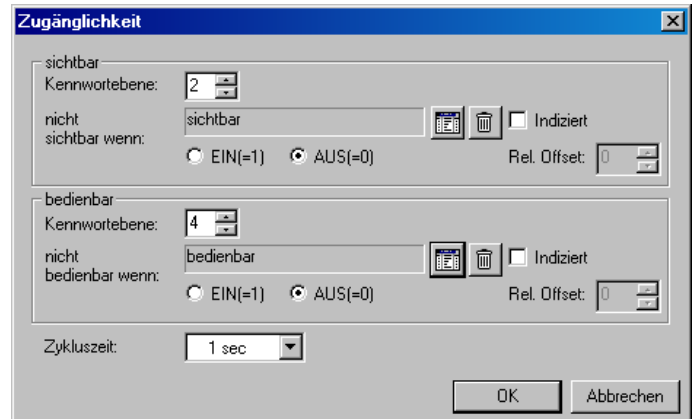 Zugänglichkeit
sichtbar
Kennwortebene: 2
nicht sichtbar Indiziert
sichtbar wenn:
EIN(=1) AUS(=0) Rel. Offset: 0
bedienbar
Kennwortebene: 4
nicht bedienbar Indiziert
bedienbar wenn:
EIN(=1) AUS(=0) Rel. Offset: 0
Zykluszeit: 1 sec
OK Abbrechen